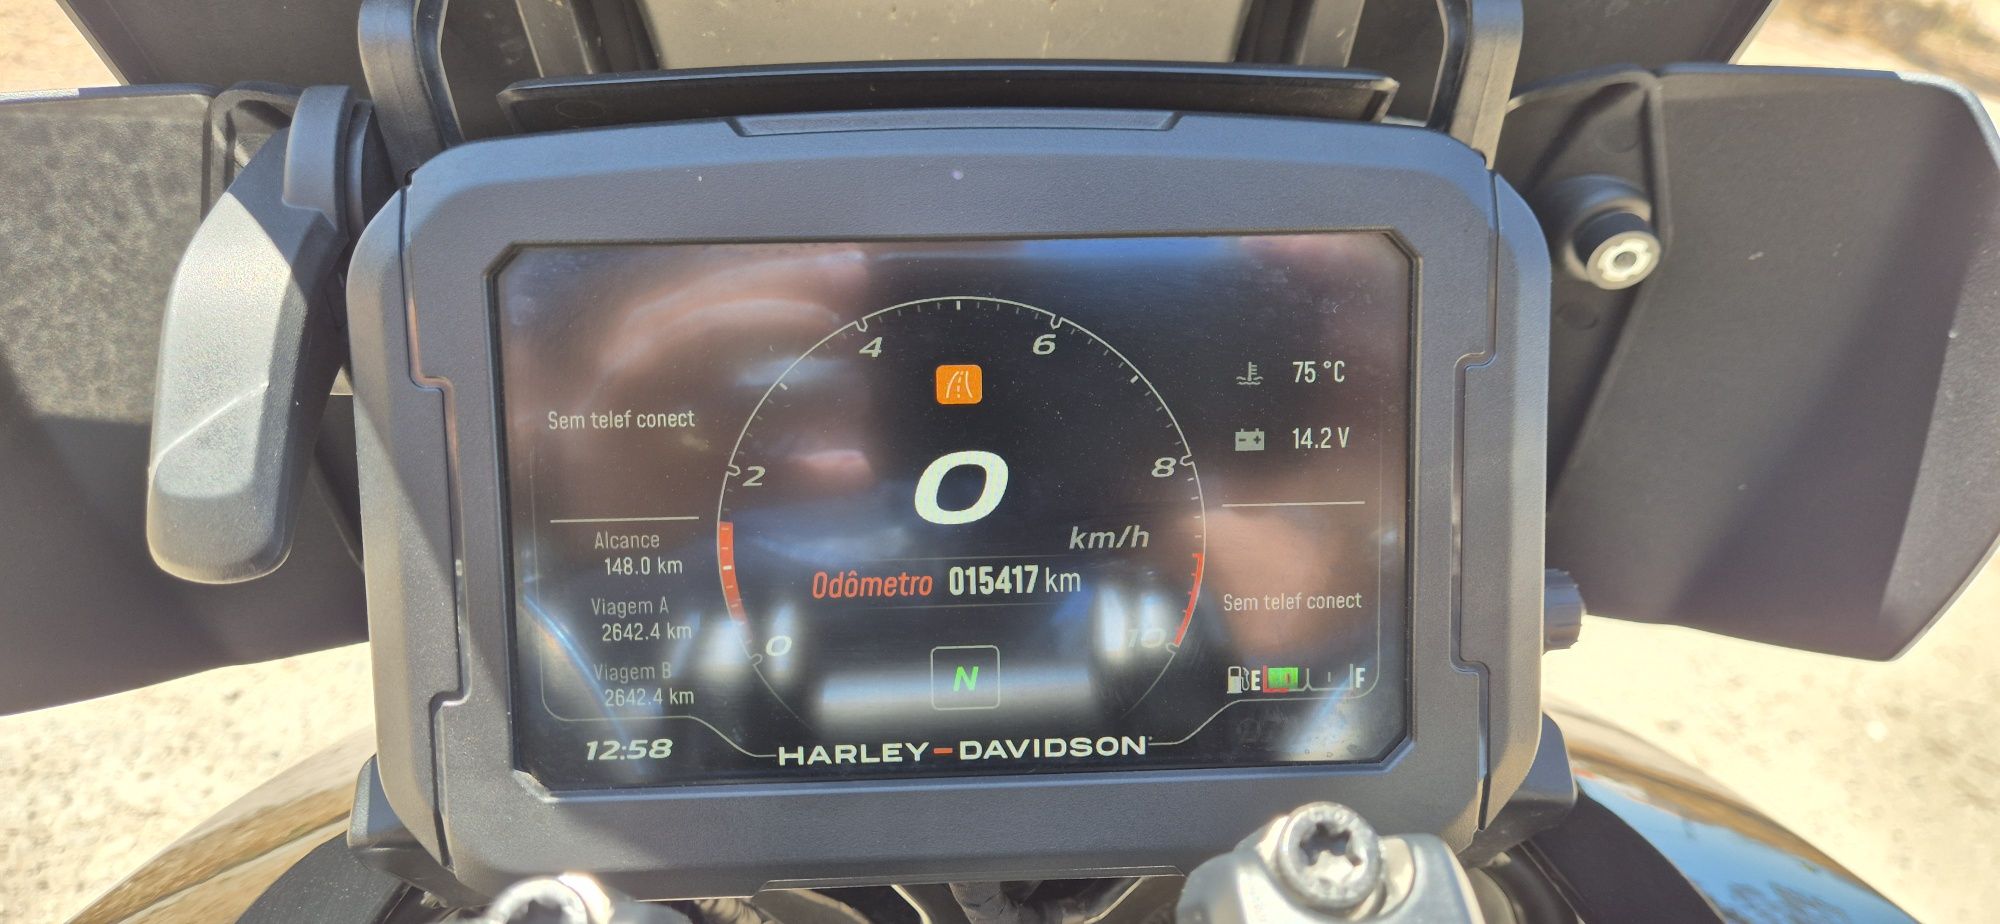 4
6
Sem telef conect
75 °C
14.2 V
2
8
0
km/h
Alcance
148.0 km
Odômetro 015417 km
Viagem A
2642.4 km
Sem telef conect
0
10
Viagem B
2642.4 km
N
E F
12:58
HARLEY-DAVIDSON